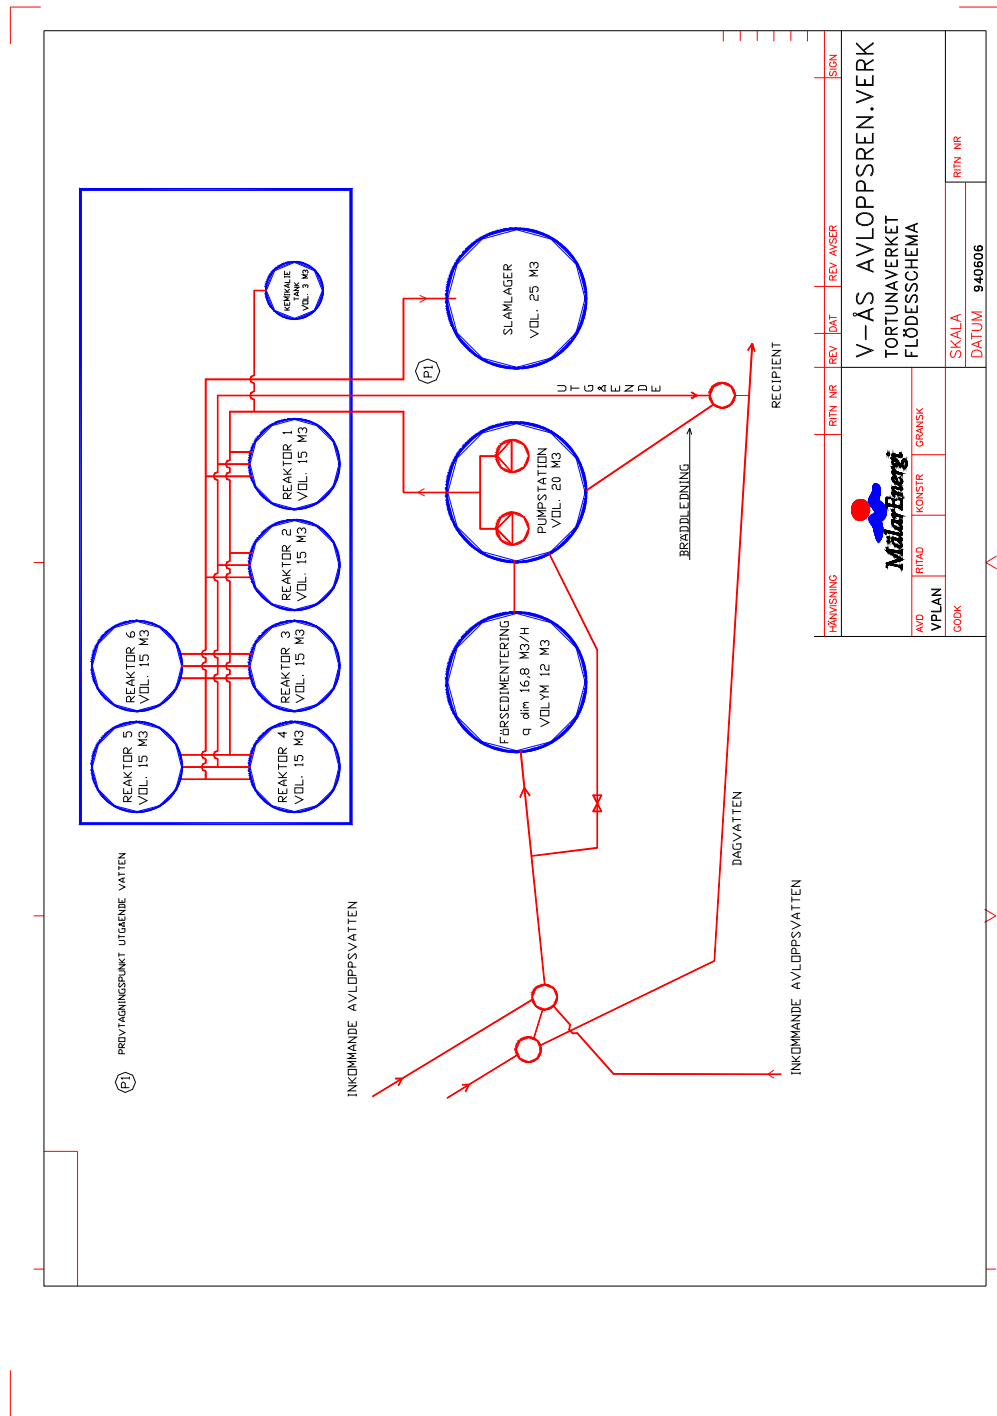 KEMIKALIE
TANK
VOL. 3 M3
REAKTOR 1
VOL. 15 M3
REAKTOR 2
VOL. 15 M3
REAKTOR 3
VOL. 15 M3
REAKTOR 4
VOL. 15 M3
REAKTOR 5
VOL. 15 M3
REAKTOR 6
VOL. 15 M3
P1
PROVTAGNINGSPUNKT UTGÅENDE VATTEN
INKOMMANDE AVLOPPSVATTEN
FÖRSEDIMENTERING
q dim 16,8 M3/H
VOLYM 12 M3
PUMPSTATION
VOL. 20 M3
SLAMLAGER
VOL. 25 M3
P1
UTGÅENDE
BRÄDDLEDNING
RECIPIENT
DAGVATTEN
INKOMMANDE AVLOPPSVATTEN
HÄNVISNING
RITN NR
REV
DAT
REV AVSER
SIGN
MälarEnergi
V-ÅS AVLOPPSREN.VERK
TORTUNAVERKET
FLÖDESSCHEMA
AVD
VPLAN
RITAD
KONSTR
GRANSK
GODK
SKALA
DATUM
940606
RITN NR